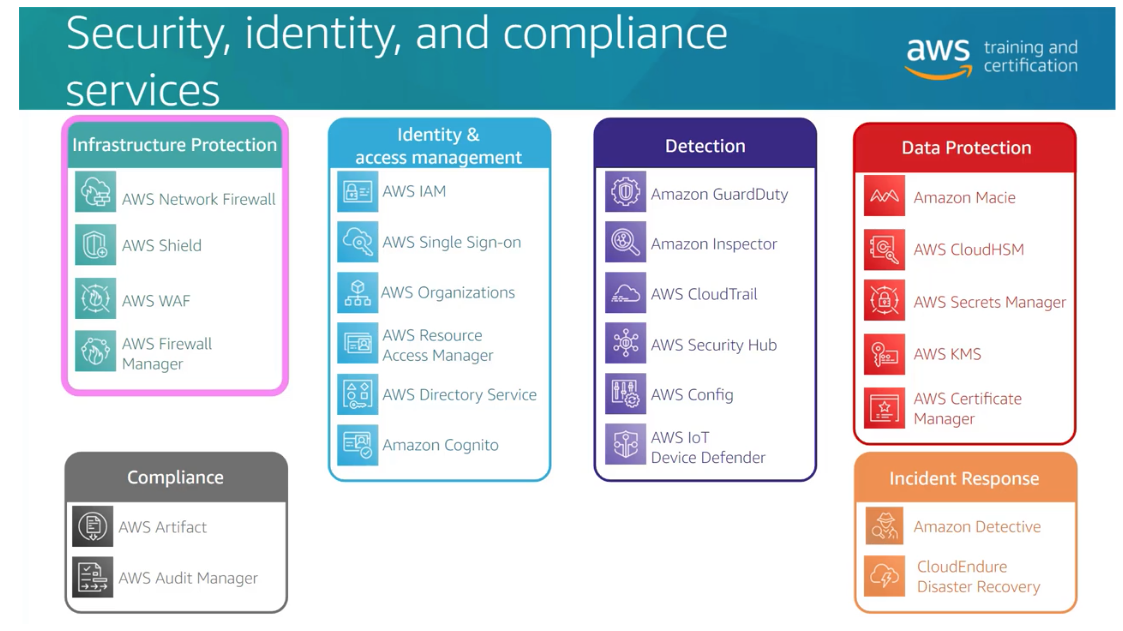 Security, identity, and compliance
services
aws training and
certification
Infrastructure Protection
AWS Network Firewall
AWS Shield
AWS WAF
AWS Firewall
Manager
Identity &
access management
AWS IAM
AWS Single Sign-on
AWS Organizations
AWS Resource
Access Manager
AWS Directory Service
Amazon Cognito
Detection
Amazon GuardDuty
Amazon Inspector
AWS CloudTrail
AWS Security Hub
AWS Config
AWS IoT
Device Defender
Data Protection
Amazon Macie
AWS CloudHSM
AWS Secrets Manager
AWS KMS
AWS Certificate
Manager
Compliance
AWS Artifact
AWS Audit Manager
Incident Response
Amazon Detective
CloudEndure
Disaster Recovery